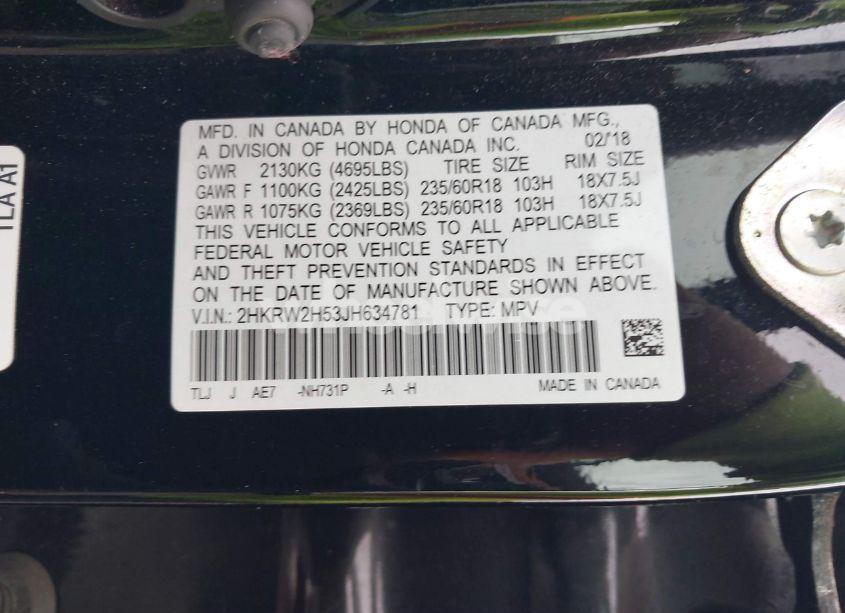 MFD. IN CANADA BY HONDA OF CANADA MFG.,
A DIVISION OF HONDA CANADA INC. 02/18
GVWR 2130KG (4695LBS) TIRE SIZE RIM SIZE
GAWR F 1100KG (2425LBS) 235/60R18 103H 18X7.5J
GAWR R 1075KG (2369LBS) 235/60R18 103H 18X7.5J
THIS VEHICLE CONFORMS TO ALL APPLICABLE
FEDERAL MOTOR VEHICLE SAFETY
AND THEFT PREVENTION STANDARDS IN EFFECT
ON THE DATE OF MANUFACTURE SHOWN ABOVE.
V.I.N.: 2HKRW2H53JH634781 TYPE: MPV
TLJ J AE7 -NH731P -A -H MADE IN CANADA
TLA A1